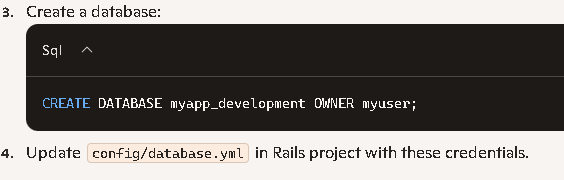 3. Create a database:
Sql
CREATE DATABASE myapp_development OWNER myuser;
4. Update config/database.yml in Rails project with these credentials.